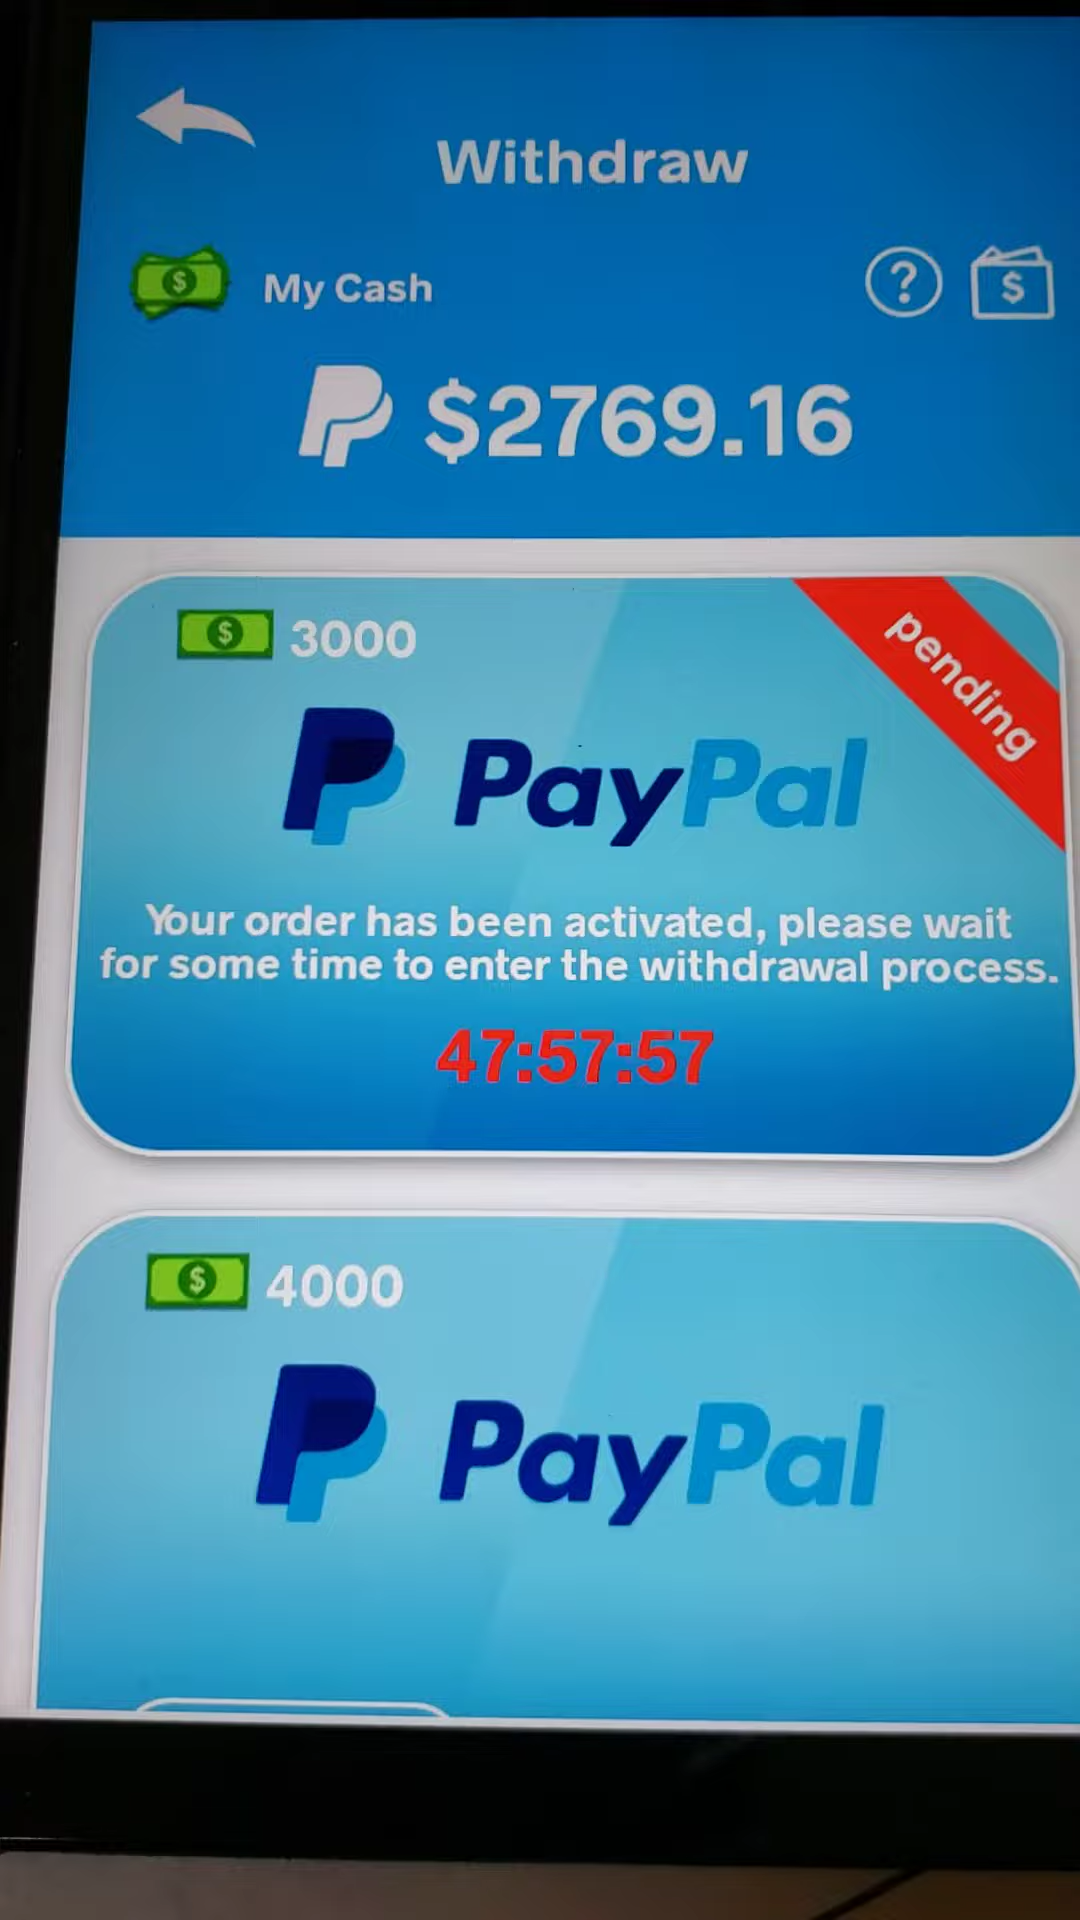 Withdraw
My Cash
$2769.16
3000
pending
PayPal
Your order has been activated, please wait
for some time to enter the withdrawal process.
47:57:57
4000
PayPal